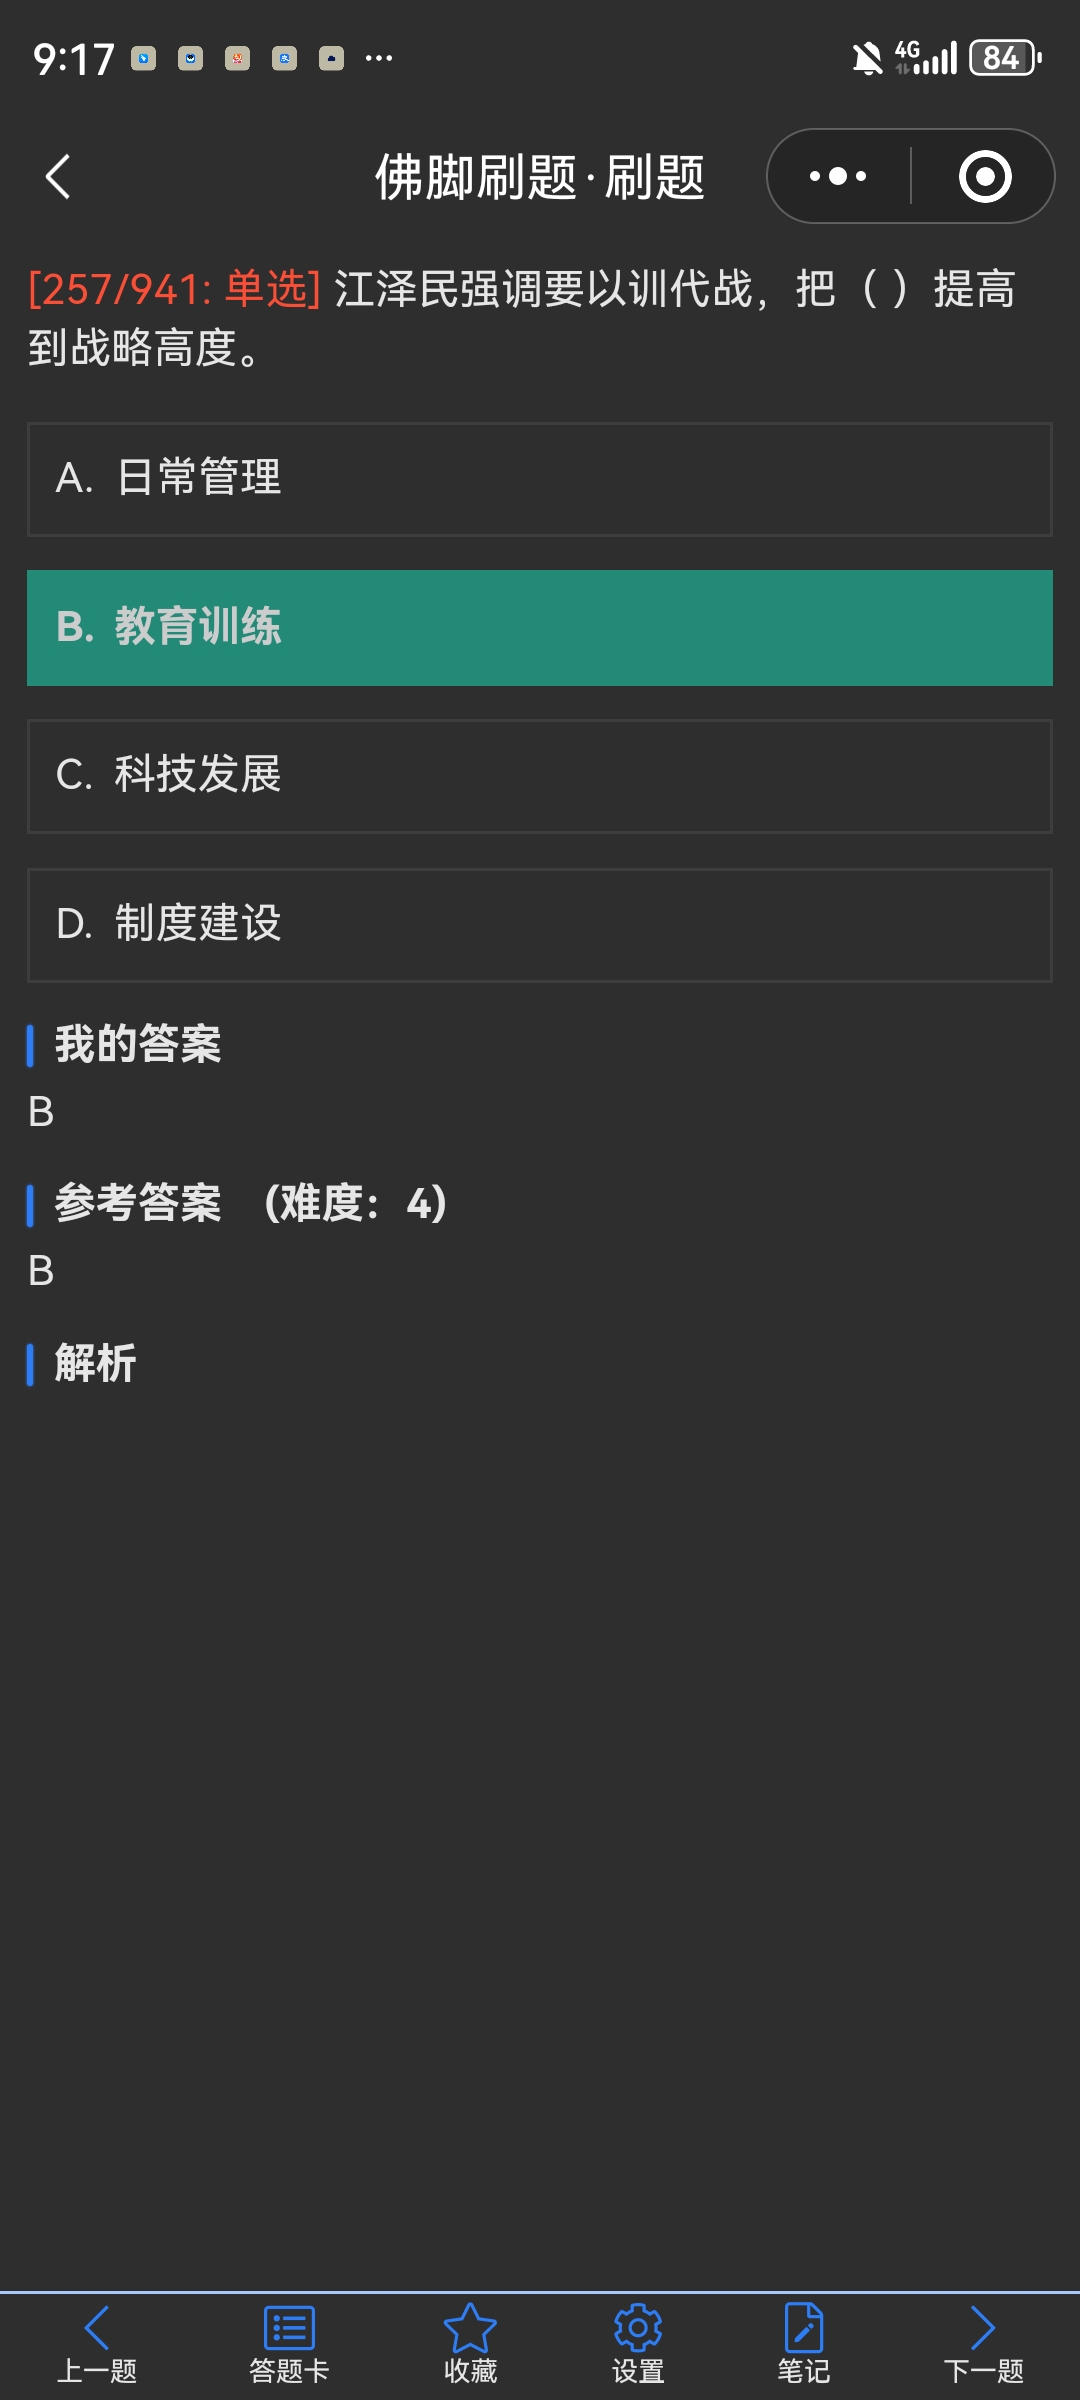 9:17
4G
84
佛脚刷题·刷题
[257/941: 单选] 江泽民强调要以训代战，把（ ）提高
到战略高度。
A. 日常管理
B. 教育训练
C. 科技发展
D. 制度建设
我的答案
B
参考答案 (难度：4)
B
解析
上一题 答题卡 收藏 设置 笔记 下一题